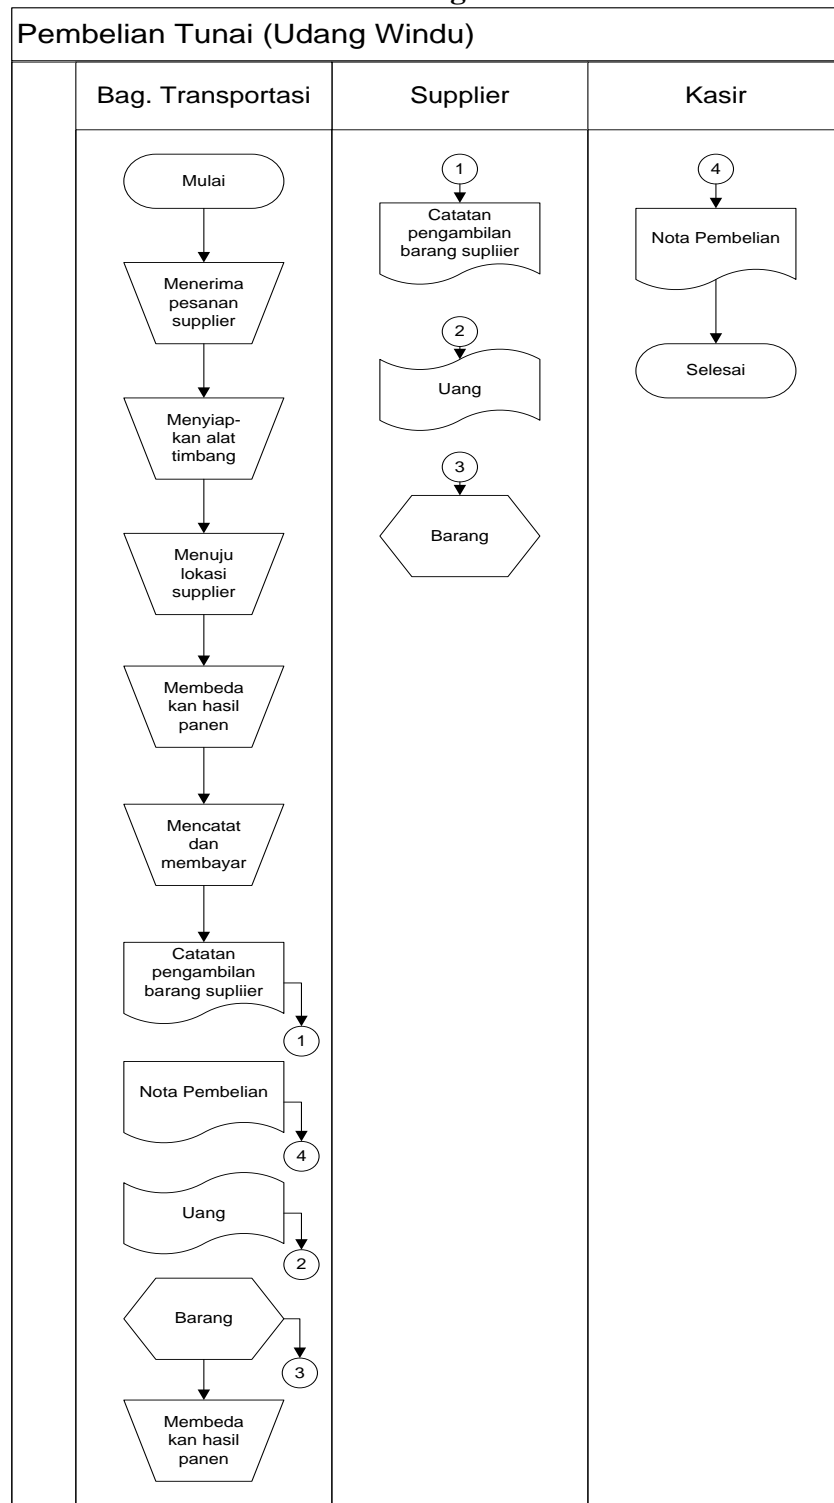 Pembelian Tunai (Udang Windu)
Bag. Transportasi
Supplier
Kasir
Mulai
Menerima
pesanan
supplier
Menyiap-
kan alat
timbang
Menuju
lokasi
supplier
Membeda
kan hasil
panen
Mencatat
dan
membayar
Catatan
pengambilan
barang supliier
1
Nota Pembelian
4
Uang
2
Barang
3
Membeda
kan hasil
panen
1
Catatan
pengambilan
barang supliier
2
Uang
3
Barang
4
Nota Pembelian
Selesai